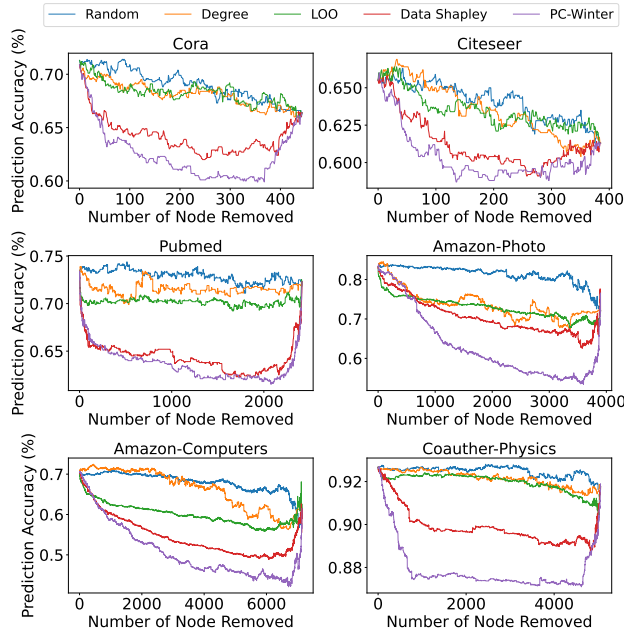 Random Degree LOO Data Shapley PC-Winter
Cora Citeseer
Prediction Accuracy (%)
0.70
0.65
0.60
0 100 200 300 400
Number of Node Removed
0.650
0.625
0.600
0 100 200 300 400
Number of Node Removed
Pubmed Amazon-Photo
Prediction Accuracy (%)
0.75
0.70
0.65
0 1000 2000
Number of Node Removed
0.8
0.7
0.6
0 1000 2000 3000 4000
Number of Node Removed
Amazon-Computers Coauther-Physics
Prediction Accuracy (%)
0.7
0.6
0.5
0 2000 4000 6000
Number of Node Removed
0.92
0.90
0.88
0 1000 2000 3000 4000 5000
Number of Node Removed